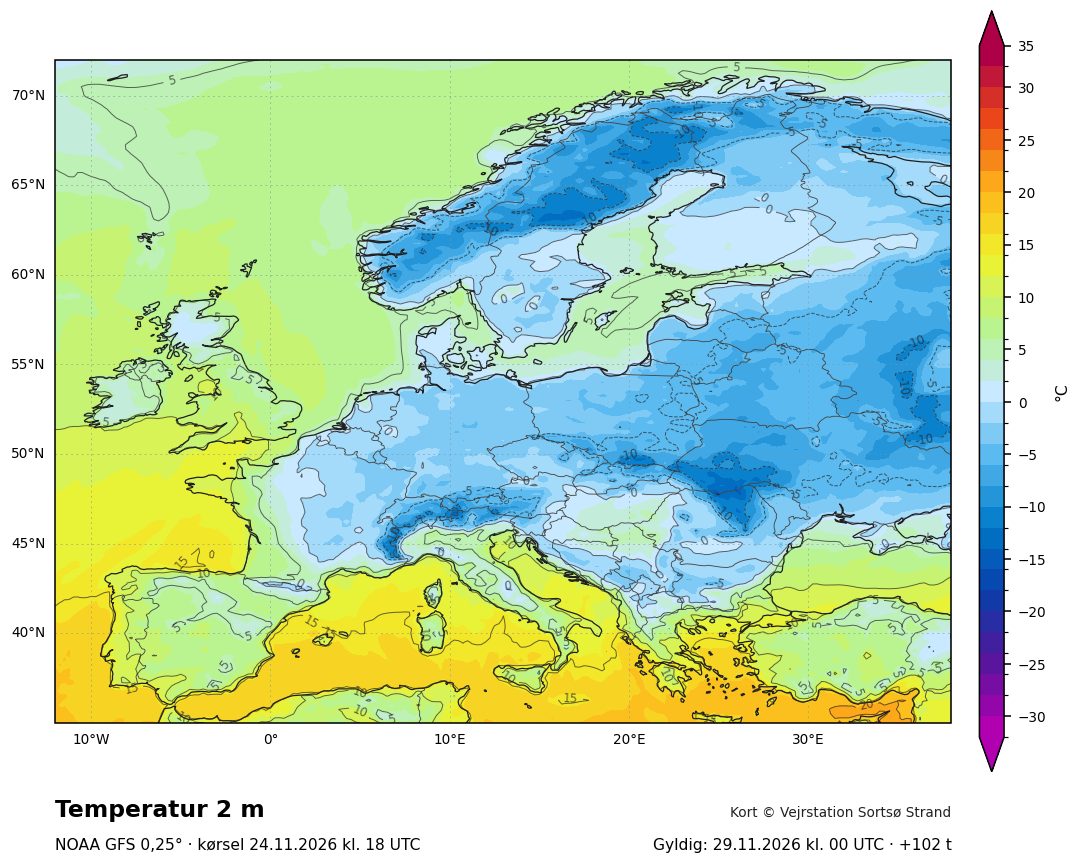 70°N
65°N
60°N
55°N
50°N
45°N
40°N
10°W
0°
10°E
20°E
30°E
35
30
25
20
15
10
5
0
−5
−10
−15
−20
−25
−30
°C
Temperatur 2 m
Kort © Vejrstation Sortsø Strand
NOAA GFS 0,25° · kørsel 24.11.2026 kl. 18 UTC
Gyldig: 29.11.2026 kl. 00 UTC · +102 t